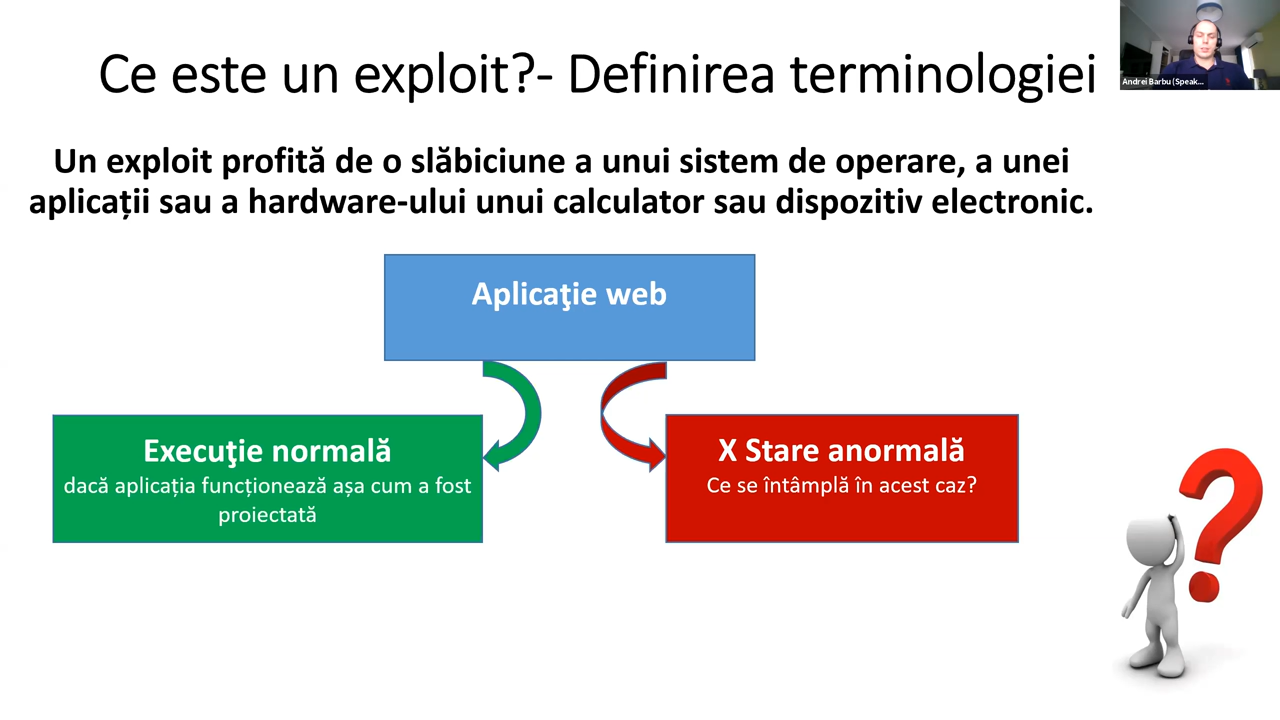 Ce este un exploit?- Definirea terminologiei
Andrei Barbu (Speak...
Un exploit profită de o slăbiciune a unui sistem de operare, a unei
aplicații sau a hardware-ului unui calculator sau dispozitiv electronic.
Aplicaţie web
Execuţie normală
dacă aplicația funcționează așa cum a fost
proiectată
X Stare anormală
Ce se întâmplă în acest caz?